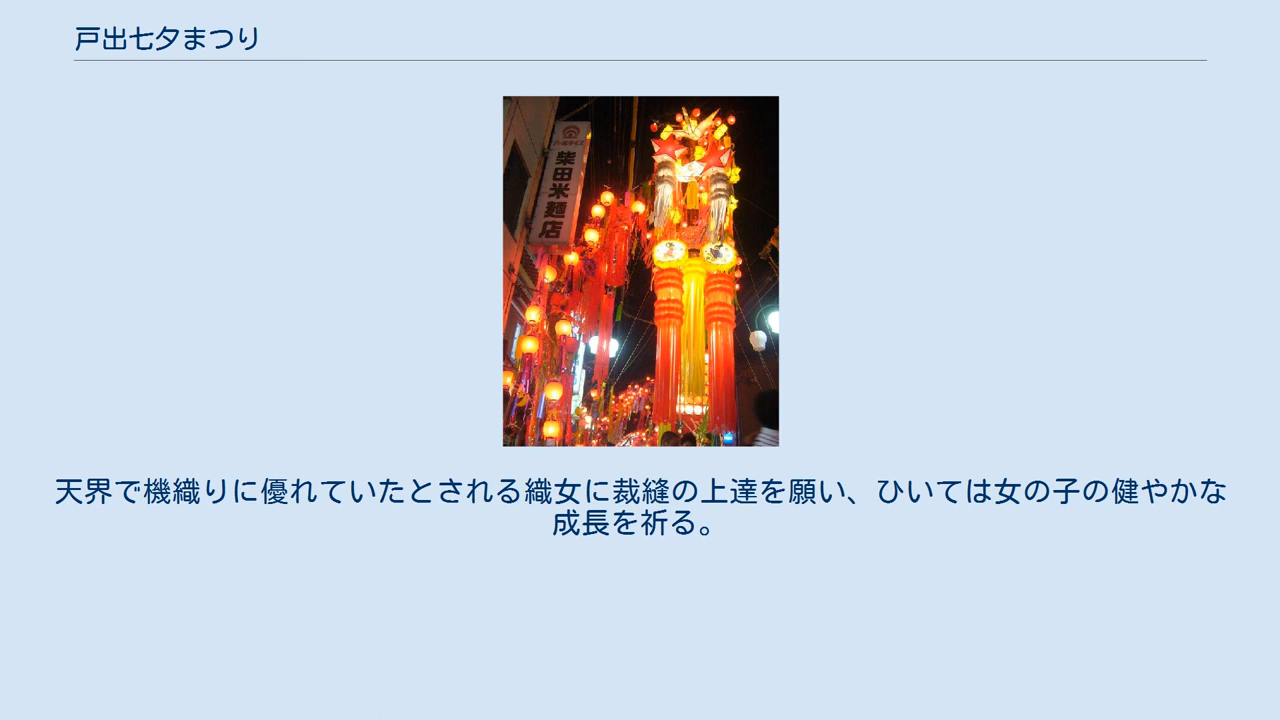 戸出七夕まつり
柴田米麺店
天界で機織りに優れていたとされる織女に裁縫の上達を願い、ひいては女の子の健やかな
成長を祈る。